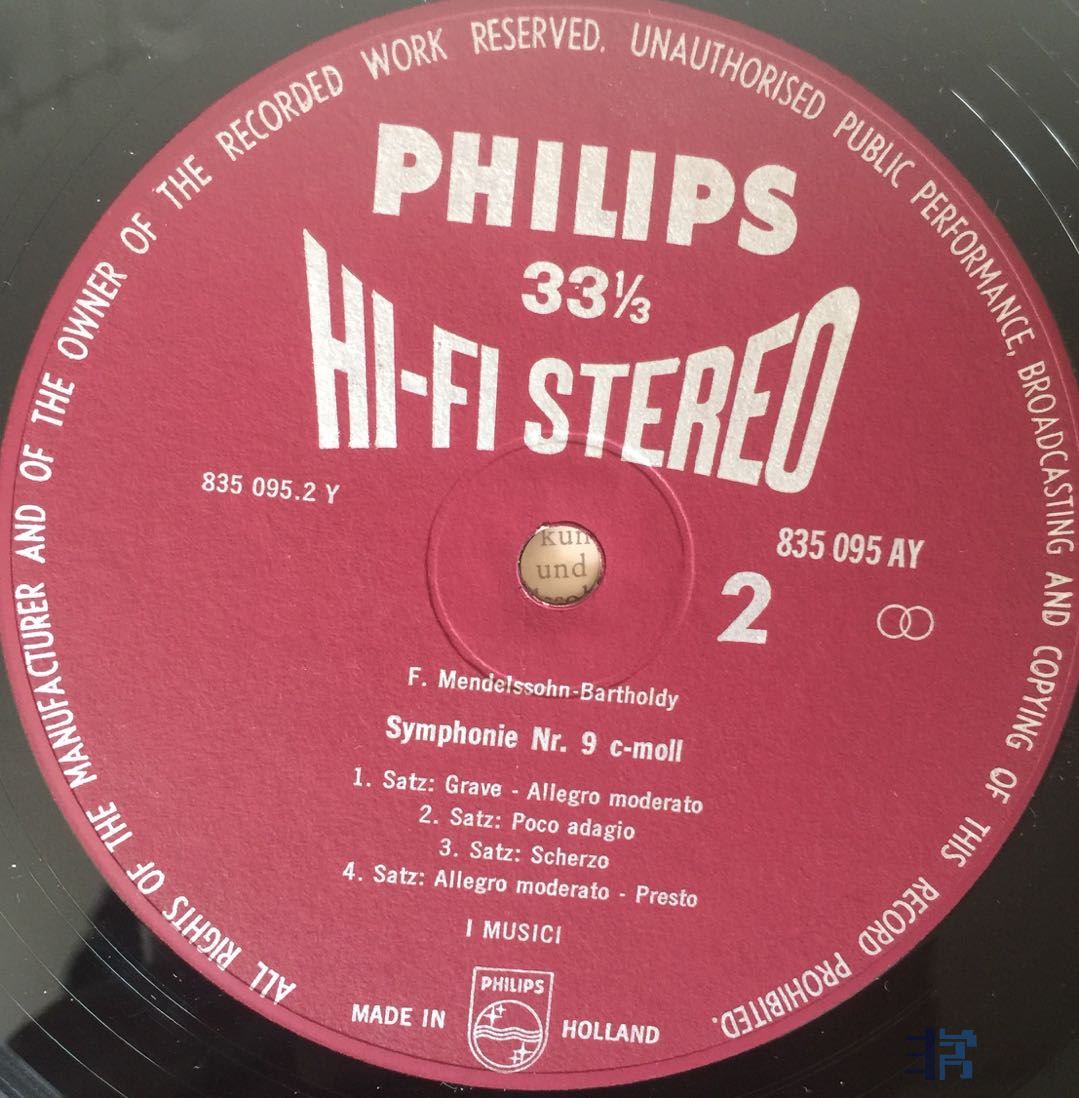 ALL RIGHTS OF THE MANUFACTURER AND OF THE OWNER OF THE RECORDED WORK RESERVED. UNAUTHORISED PUBLIC PERFORMANCE, BROADCASTING AND COPYING OF THIS RECORD PROHIBITED.
PHILIPS
33⅓
HI-FI STEREO
835 095.2 Y
835 095 AY
2
kun
und
F. Mendelssohn-Bartholdy
Symphonie Nr. 9 c-moll
1. Satz: Grave - Allegro moderato
2. Satz: Poco adagio
3. Satz: Scherzo
4. Satz: Allegro moderato - Presto
I MUSICI
PHILIPS
MADE IN HOLLAND